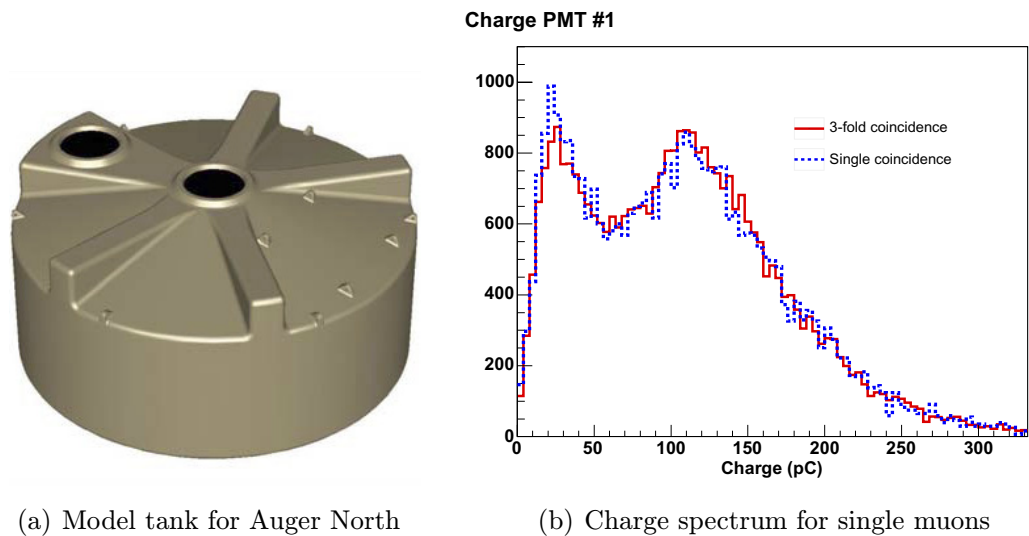 Charge PMT #1
1000
800
600
400
200
0
3-fold coincidence
Single coincidence
0 50 100 150 200 250 300
Charge (pC)
(a) Model tank for Auger North
(b) Charge spectrum for single muons